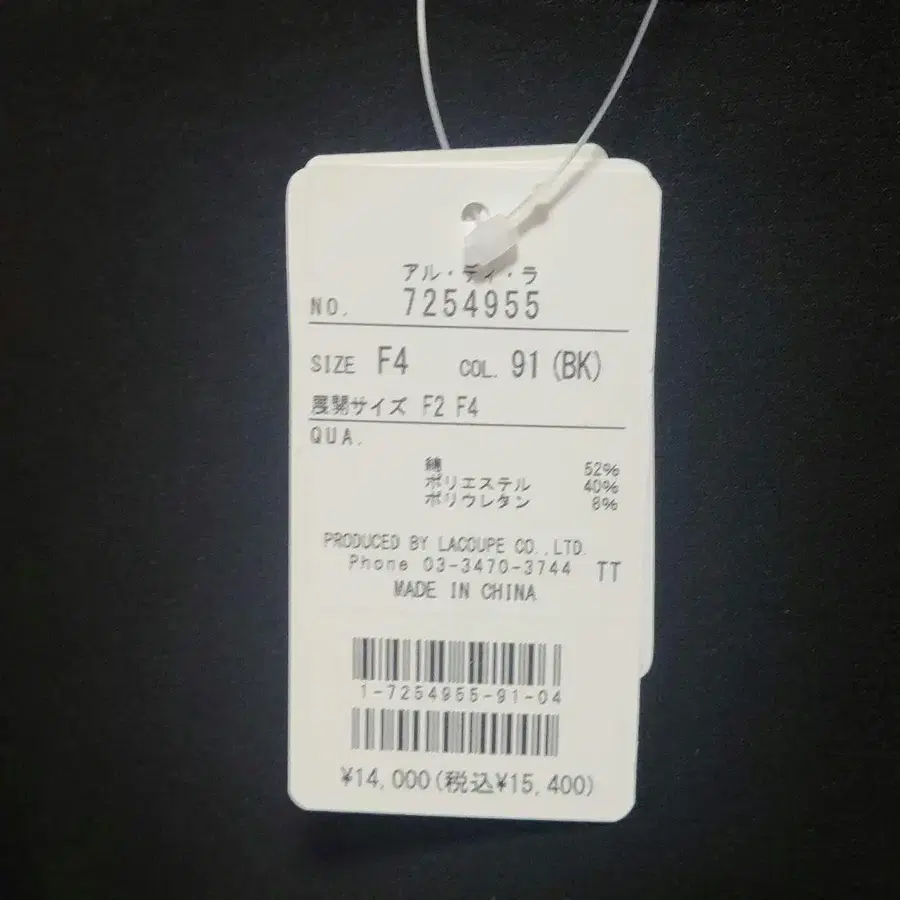 アル・ディ・ラ
NO. 7254955
SIZE F4 COL. 91 (BK)
展開サイズ F2 F4
QUA.
綿 52%
ポリエステル 40%
ポリウレタン 8%
PRODUCED BY LACOUPE CO.,LTD.
Phone 03-3470-3744 TT
MADE IN CHINA
1-7254955-91-04
¥14,000(税込¥15,400)